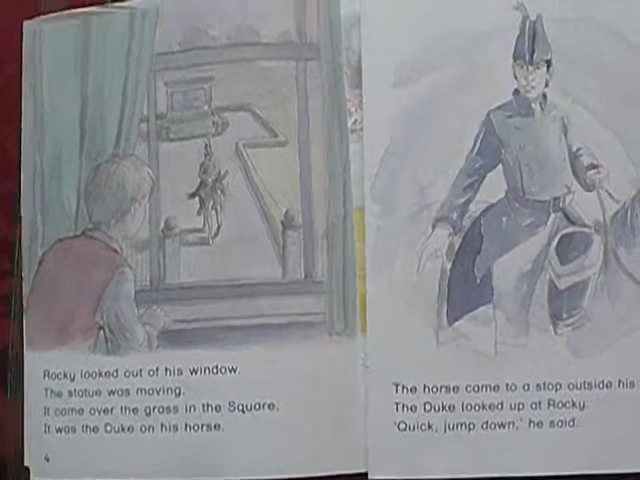 Rocky looked out of his window.
The statue was moving.
It came over the grass in the Square.
It was the Duke on his horse.
4
The horse came to a stop outside his
The Duke looked up at Rocky.
'Quick, jump down,' he said.